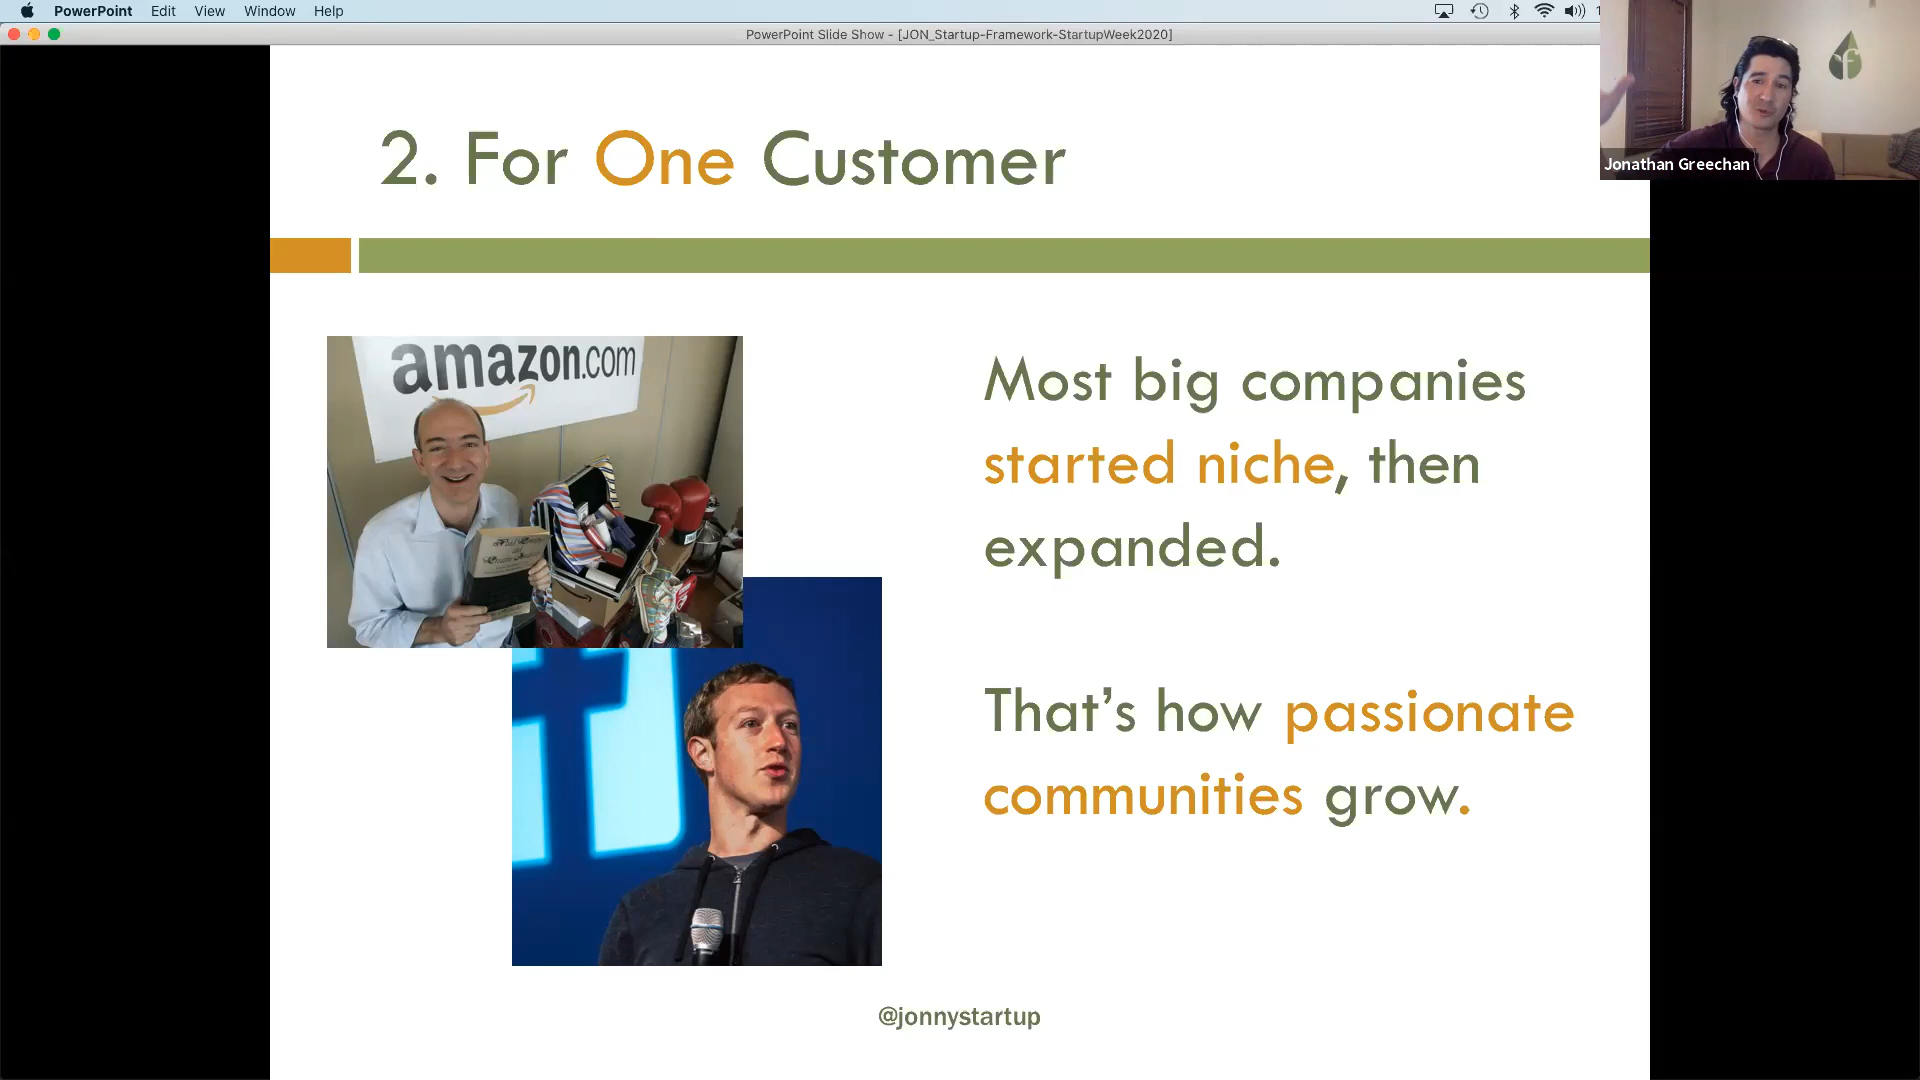 PowerPoint Edit View Window Help
PowerPoint Slide Show - [JON_Startup-Framework-StartupWeek2020]
Jonathan Greechan
2. For One Customer
amazon.com
Most big companies
started niche, then
expanded.
That's how passionate
communities grow.
@jonnystartup